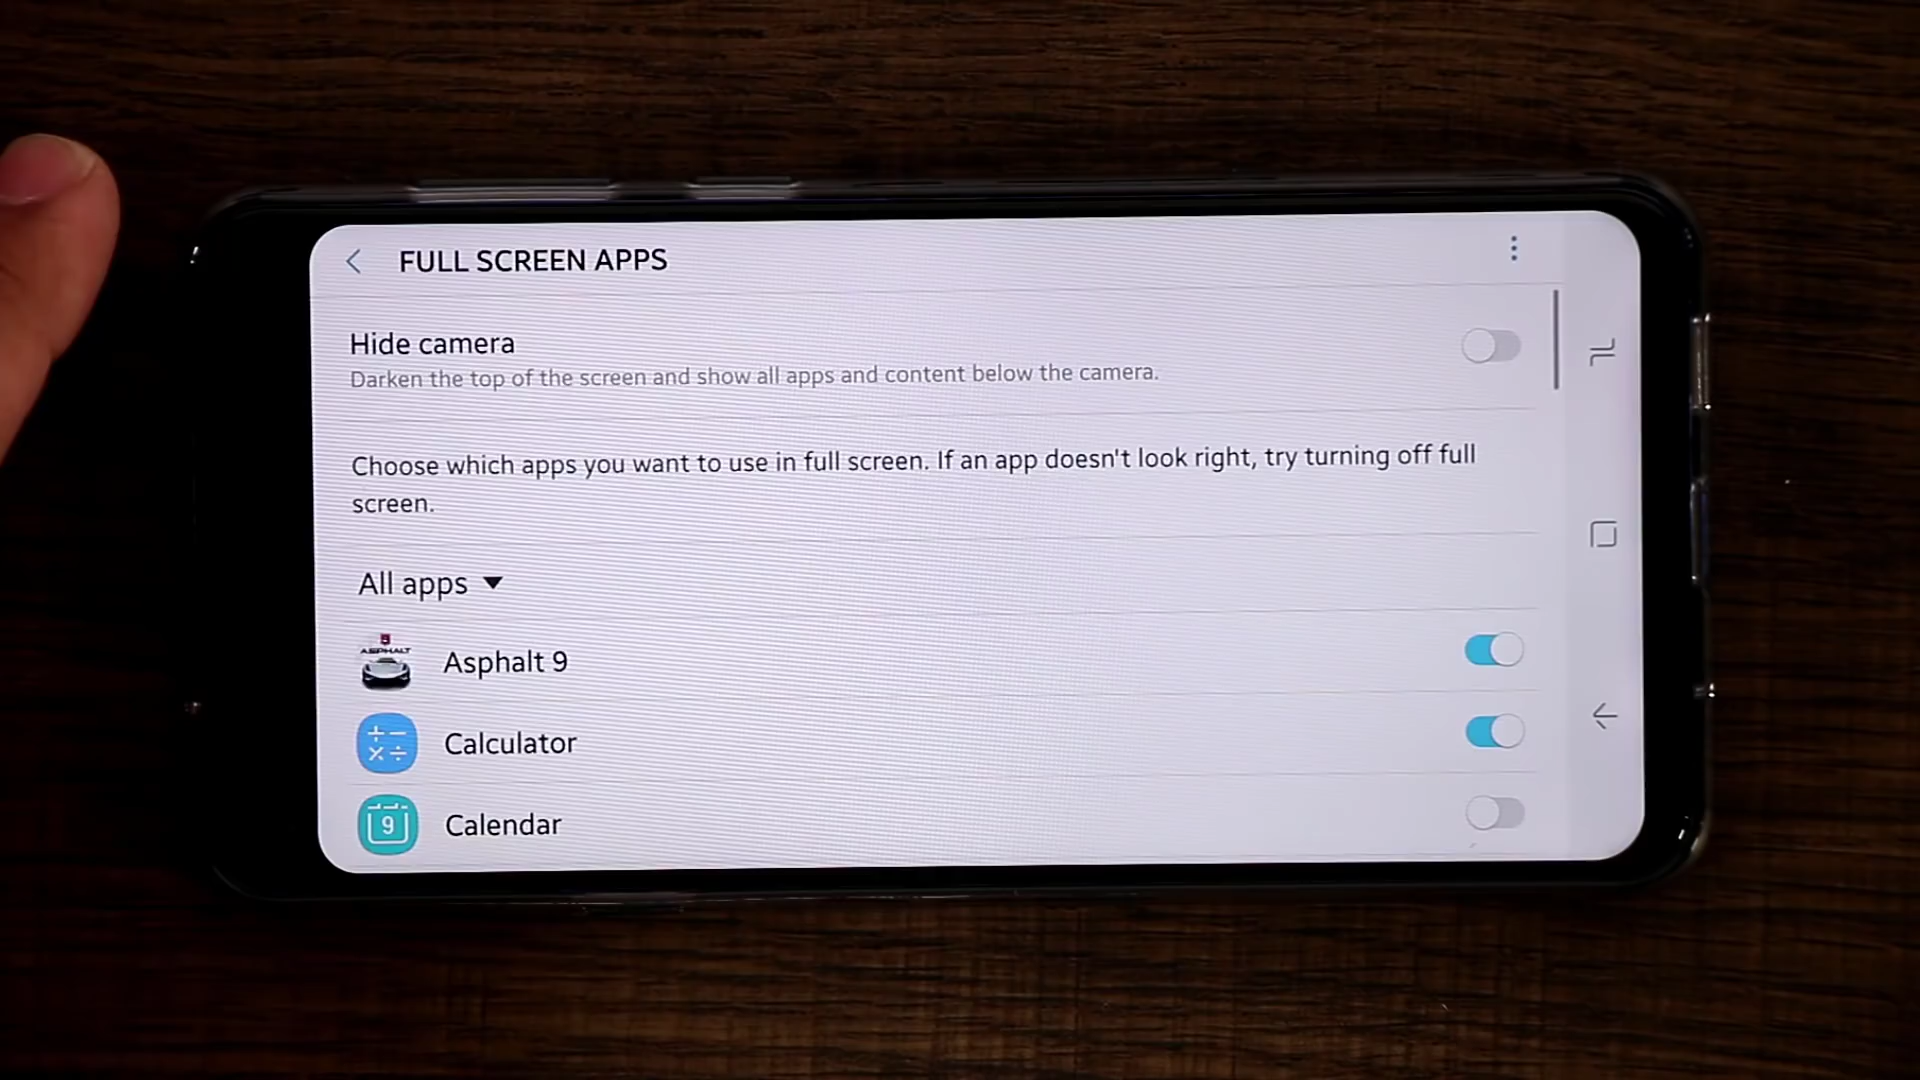 FULL SCREEN APPS
Hide camera
Darken the top of the screen and show all apps and content below the camera.
Choose which apps you want to use in full screen. If an app doesn't look right, try turning off full
screen.
All apps
ASPHALT
Asphalt 9
Calculator
9
Calendar